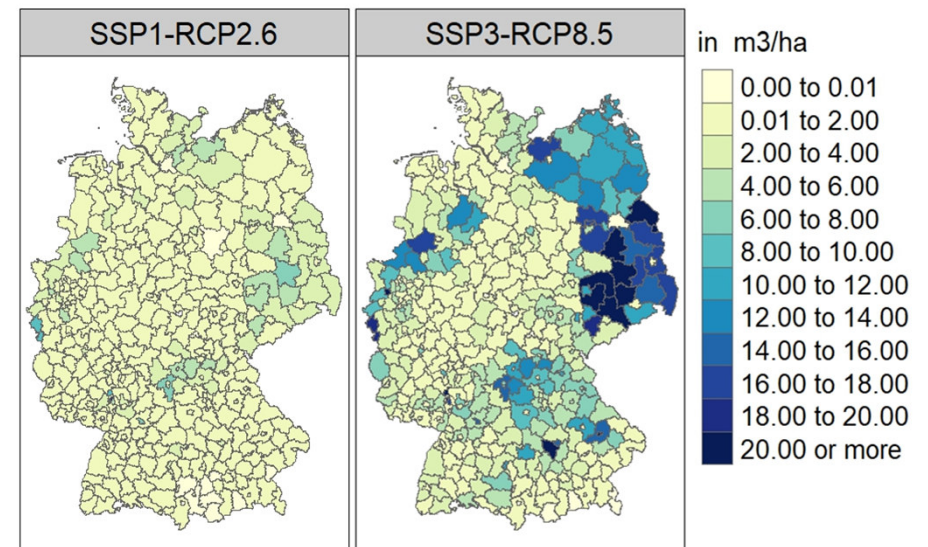 SSP1-RCP2.6
SSP3-RCP8.5
in m3/ha
0.00 to 0.01
0.01 to 2.00
2.00 to 4.00
4.00 to 6.00
6.00 to 8.00
8.00 to 10.00
10.00 to 12.00
12.00 to 14.00
14.00 to 16.00
16.00 to 18.00
18.00 to 20.00
20.00 or more